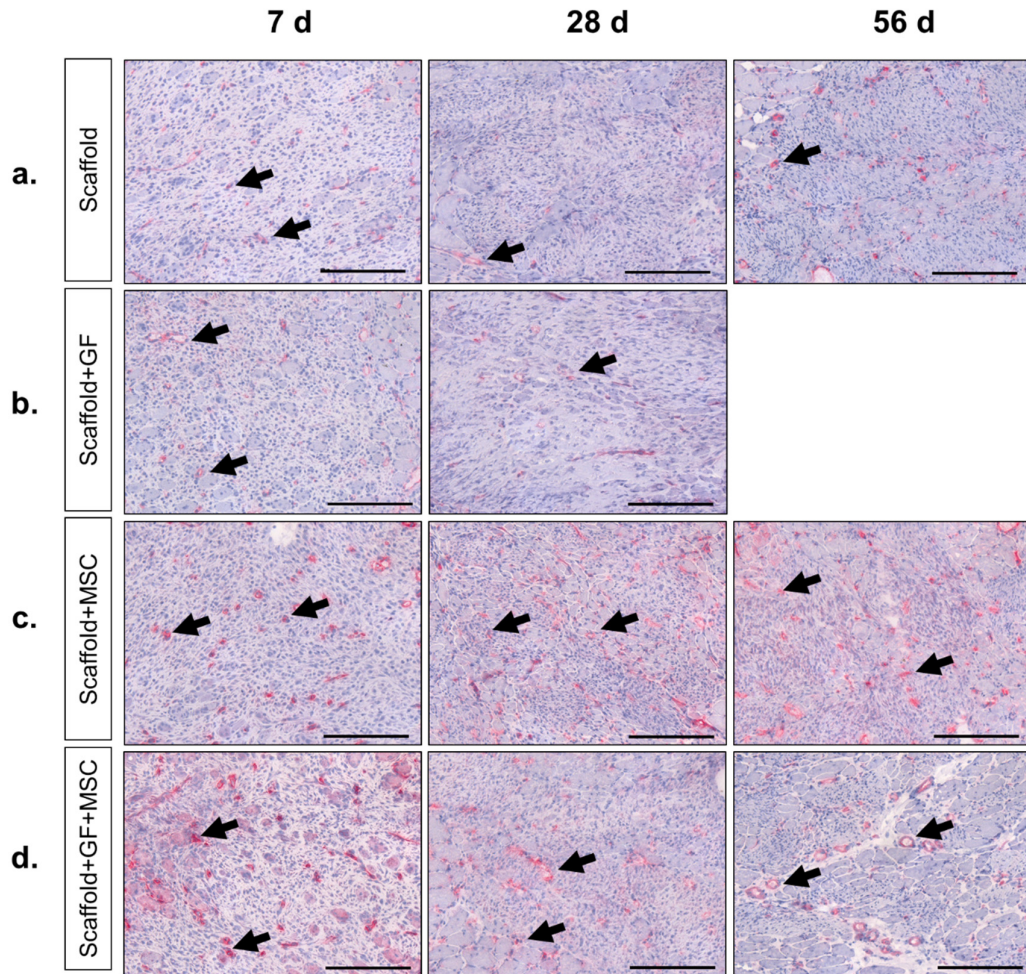 7 d 28 d 56 d
a. Scaffold
b. Scaffold+GF
c. Scaffold+MSC
d. Scaffold+GF+MSC